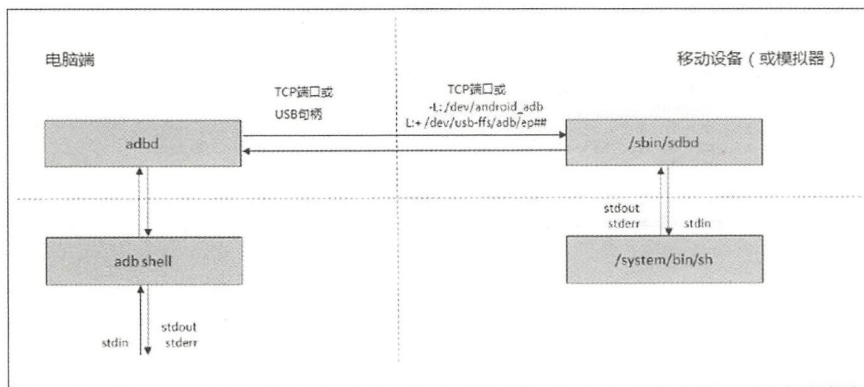 电脑端
移动设备（或模拟器）
TCP端口或
USB句柄
TCP端口或
-L:/dev/android_adb
L:+ /dev/usb-ffs/adb/ep##
adbd
/sbin/sdbd
stdout
stderr
stdin
adb shell
/system/bin/sh
stdin
stdout
stderr